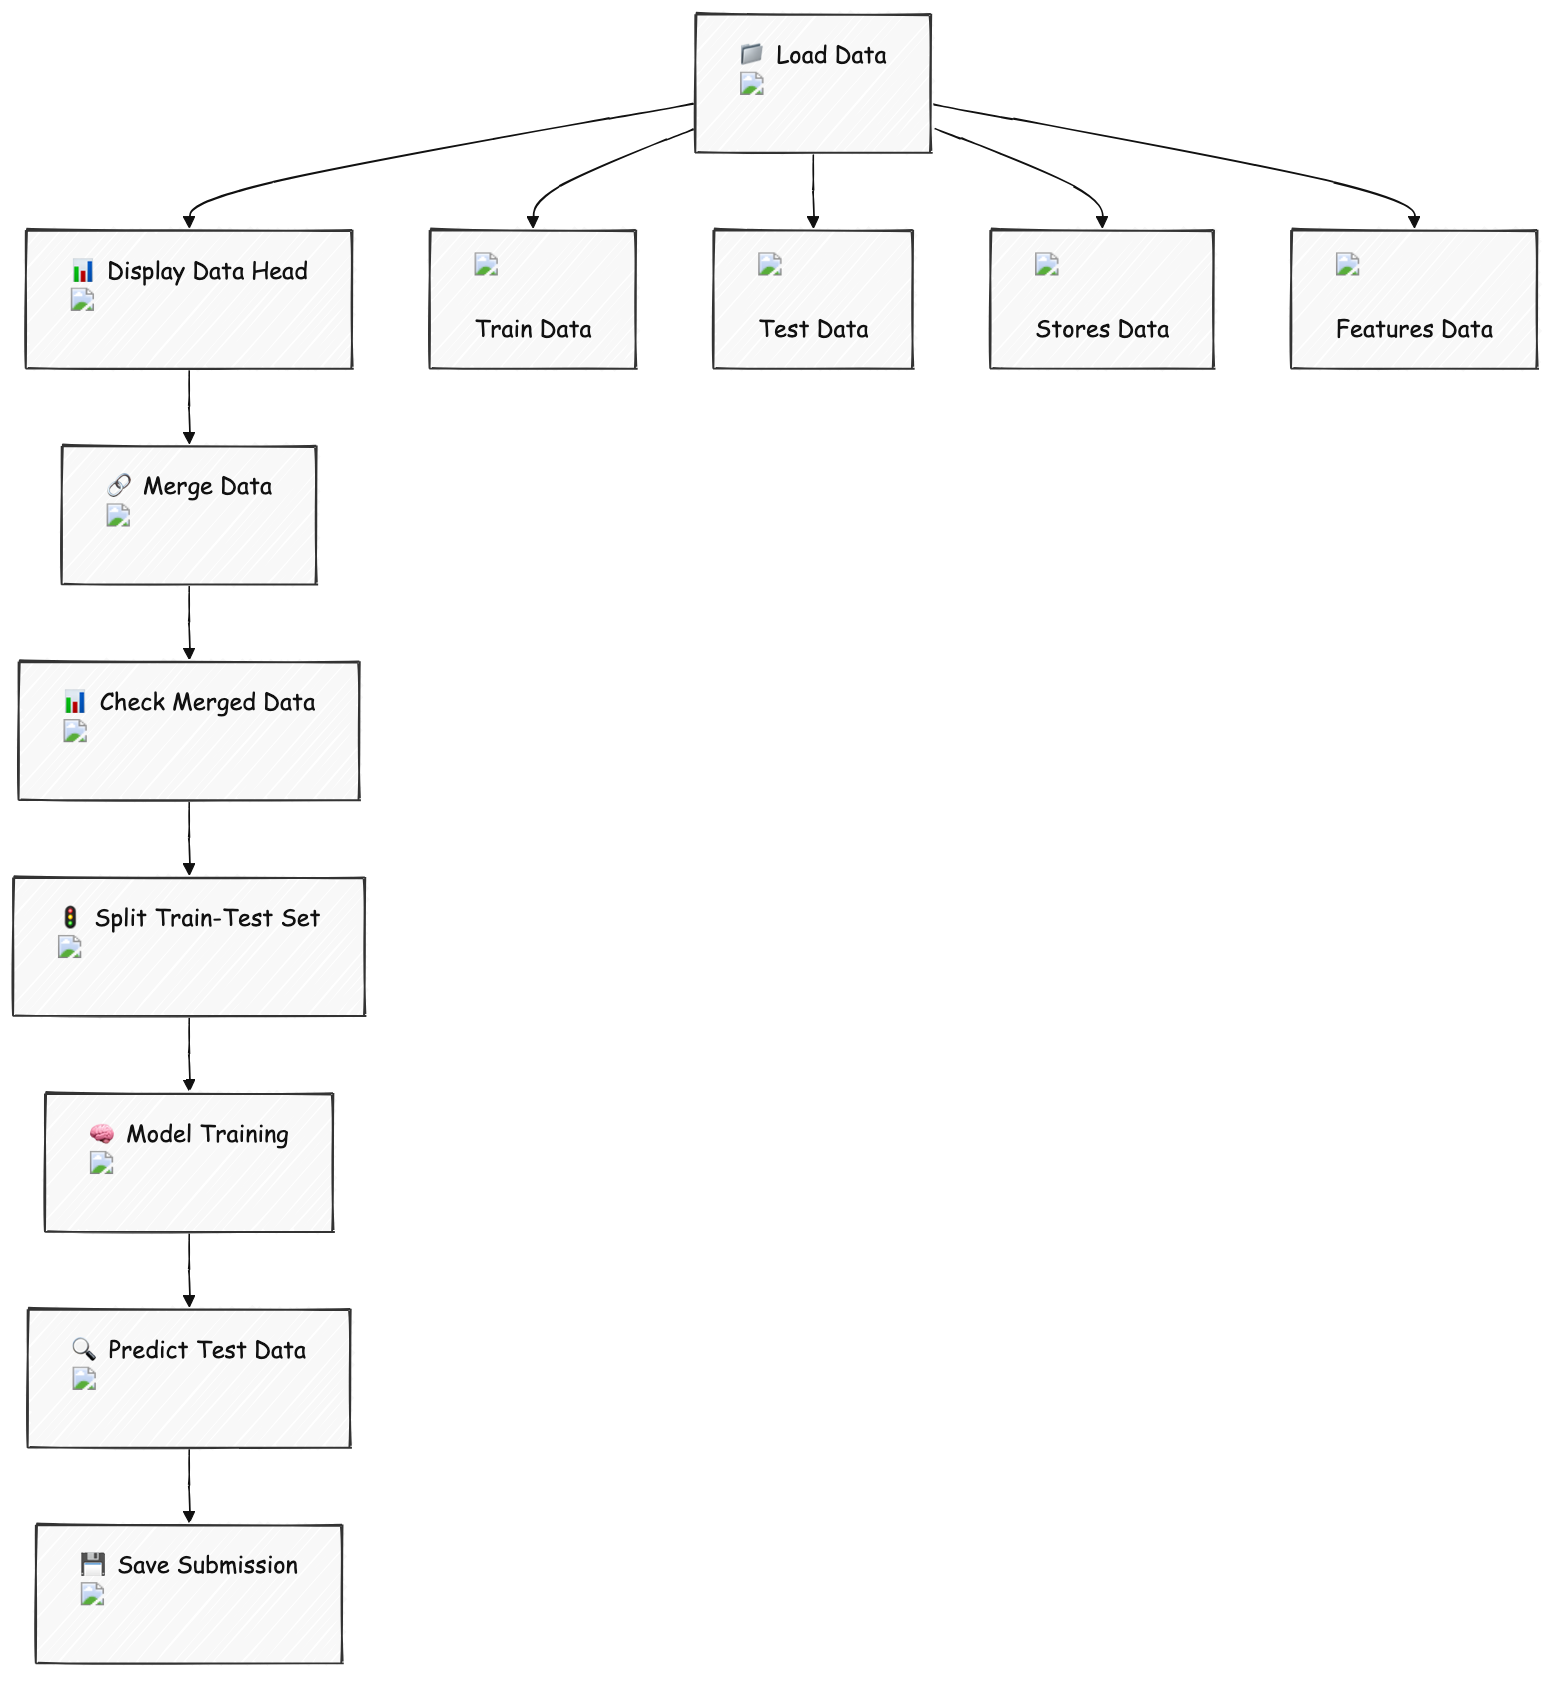 Load Data
Display Data Head
Train Data
Test Data
Stores Data
Features Data
Merge Data
Check Merged Data
Split Train-Test Set
Model Training
Predict Test Data
Save Submission